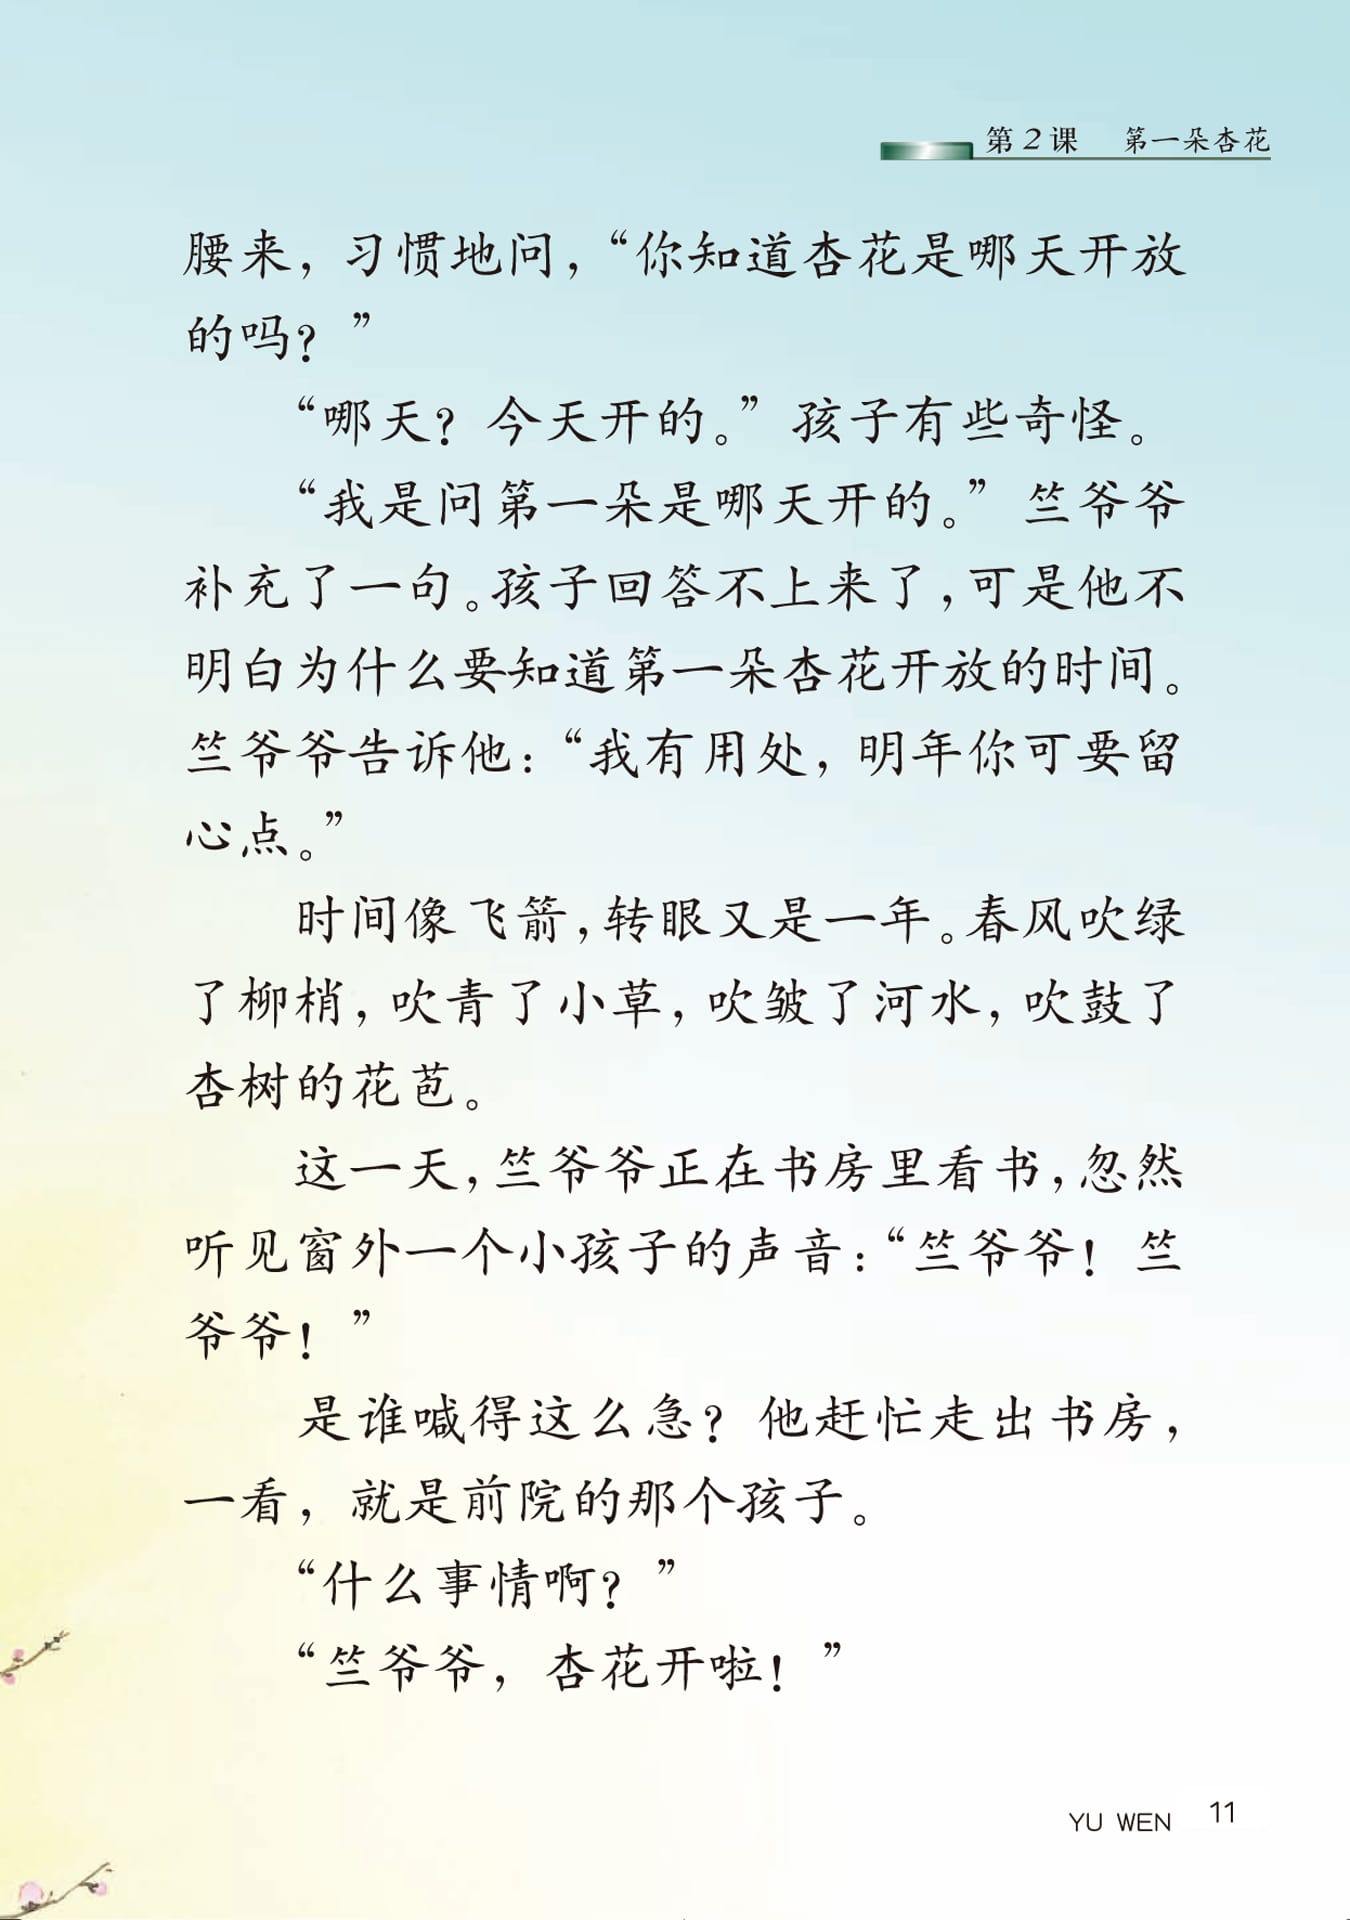 第2课 第一朵杏花
腰来，习惯地问，“你知道杏花是哪天开放
的吗？”
“哪天？今天开的。”孩子有些奇怪。
“我是问第一朵是哪天开的。”竺爷爷
补充了一句。孩子回答不上来了，可是他不
明白为什么要知道第一朵杏花开放的时间。
竺爷爷告诉他：“我有用处，明年你可要留
心点。”
时间像飞箭，转眼又是一年。春风吹绿
了柳梢，吹青了小草，吹皱了河水，吹鼓了
杏树的花苞。
这一天，竺爷爷正在书房里看书，忽然
听见窗外一个小孩子的声音：“竺爷爷！竺
爷爷！”
是谁喊得这么急？他赶忙走出书房，
一看，就是前院的那个孩子。
“什么事情啊？”
“竺爷爷，杏花开啦！”
YU WEN 11